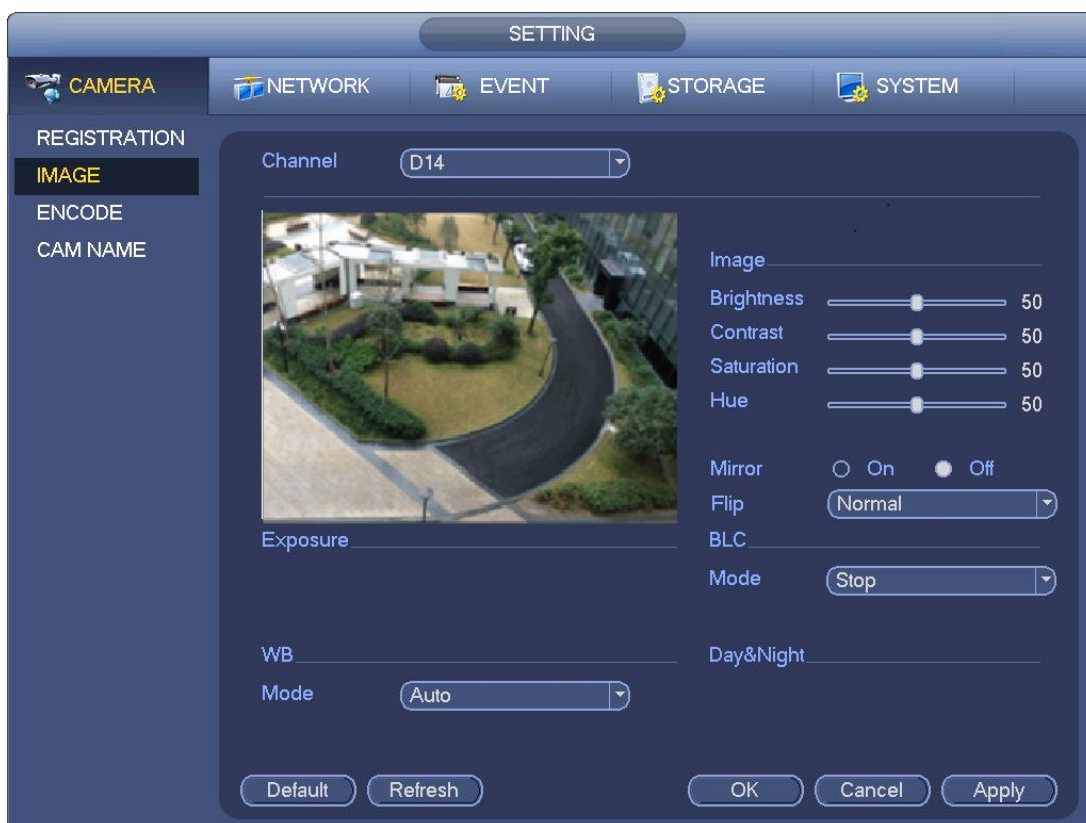 SETTING
CAMERA NETWORK EVENT STORAGE SYSTEM
REGISTRATION
IMAGE
ENCODE
CAM NAME
Channel D14
Image
Brightness 50
Contrast 50
Saturation 50
Hue 50
Mirror On Off
Flip Normal
Exposure BLC
Mode Stop
WB Day&Night
Mode Auto
Default Refresh OK Cancel Apply